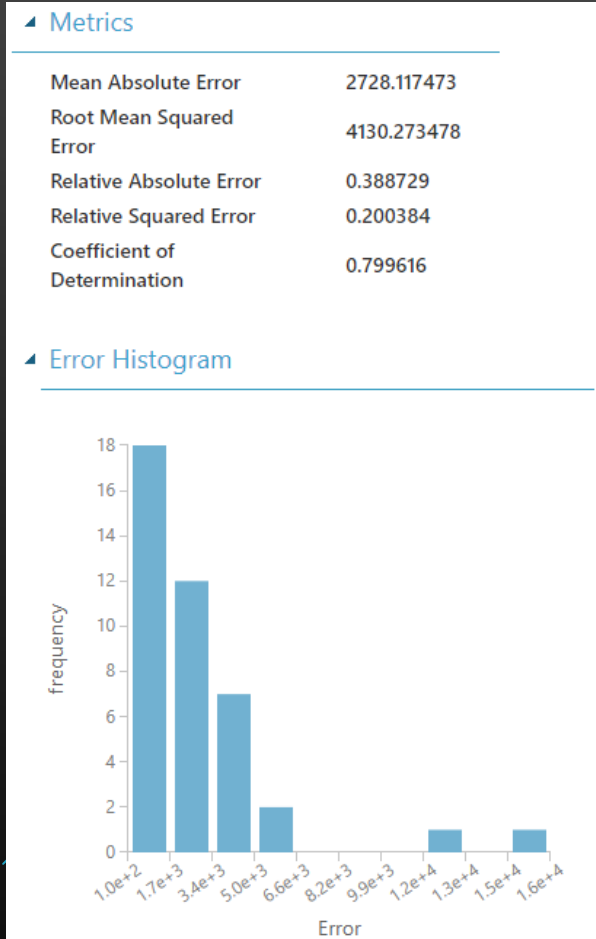 Metrics
Mean Absolute Error 2728.117473
Root Mean Squared
Error 4130.273478
Relative Absolute Error 0.388729
Relative Squared Error 0.200384
Coefficient of
Determination 0.799616
Error Histogram
18
16
14
12
10
8
6
4
2
0
frequency
1.0e+2 1.7e+3 3.4e+3 5.0e+3 6.6e+3 8.2e+3 9.9e+3 1.2e+4 1.3e+4 1.5e+4 1.6e+4
Error